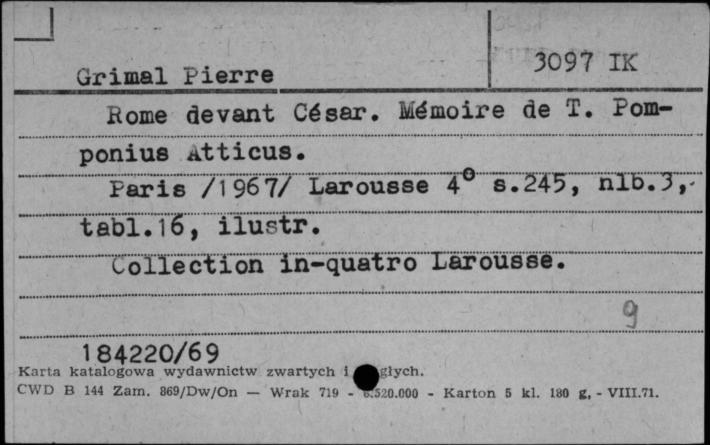 3097 IK
Grimal Pierre
Rome devant César. Mémoire de T. Pom-
ponius Atticus.
Paris /1967/ Larousse 4° s.245, nlb.3,
tabl.16, ilustr.
Collection in-quatro Larousse.
9
184220/69
Karta katalogowa wydawnictw zwartych i głych.
CWD B 144 Zam. 869/Dw/On — Wrak 719 - 6.520.000 - Karton 5 kl. 180 g, - VIII.71.